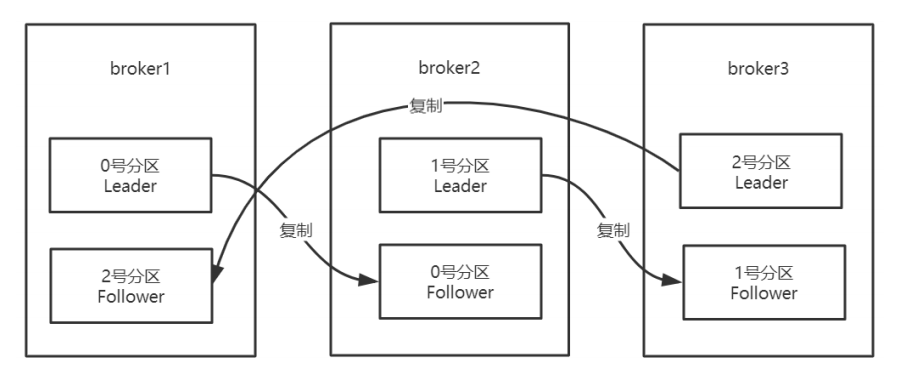 broker1
broker2
broker3
复制
0号分区
Leader
1号分区
Leader
2号分区
Leader
复制
复制
2号分区
Follower
0号分区
Follower
1号分区
Follower